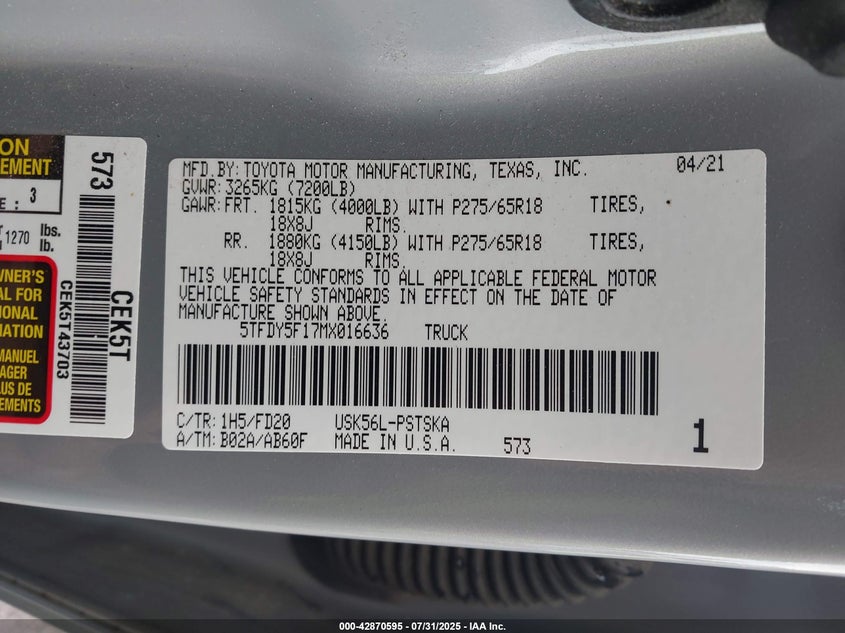 ON
EMENT
E : 3
1270 lbs.
lb.
WNER'S
AL FOR
IONAL
MATION
MANUEL
AGER
LUS DE
EMENTS
573
CEK5T
CEK5T43703
MFD.BY:TOYOTA MOTOR MANUFACTURING, TEXAS, INC. 04/21
GVWR:3265KG (7200LB)
GAWR:FRT. 1815KG (4000LB) WITH P275/65R18 TIRES,
18X8J RIMS.
RR. 1880KG (4150LB) WITH P275/65R18 TIRES,
18X8J RIMS.
THIS VEHICLE CONFORMS TO ALL APPLICABLE FEDERAL MOTOR
VEHICLE SAFETY STANDARDS IN EFFECT ON THE DATE OF
MANUFACTURE SHOWN ABOVE.
5TFDY5F17MX016636 TRUCK
C/TR:1H5/FD20 USK56L-PSTSKA
A/TM:B02A/AB60F MADE IN U.S.A. 573 1
000-42870595 - 07/31/2025 - IAA Inc.